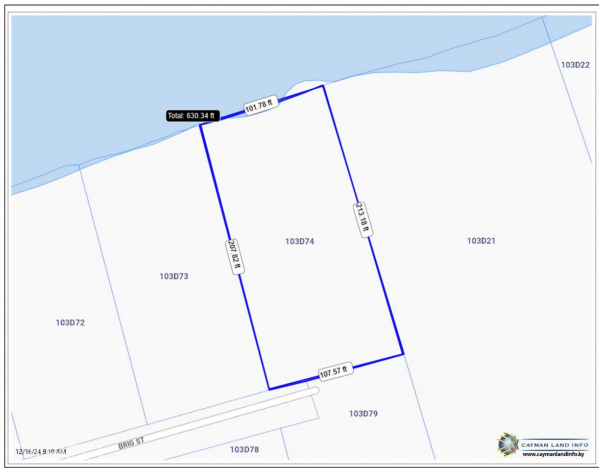 103D22
Total: 630.34 ft
101.78 ft
213.18 ft
103D74
103D21
207.82 ft
103D73
103D72
107.57 ft
103D79
BRIG ST
103D78
12/16/24 9:10 AM
CAYMAN LAND INFO
www.caymanlandinfo.ky